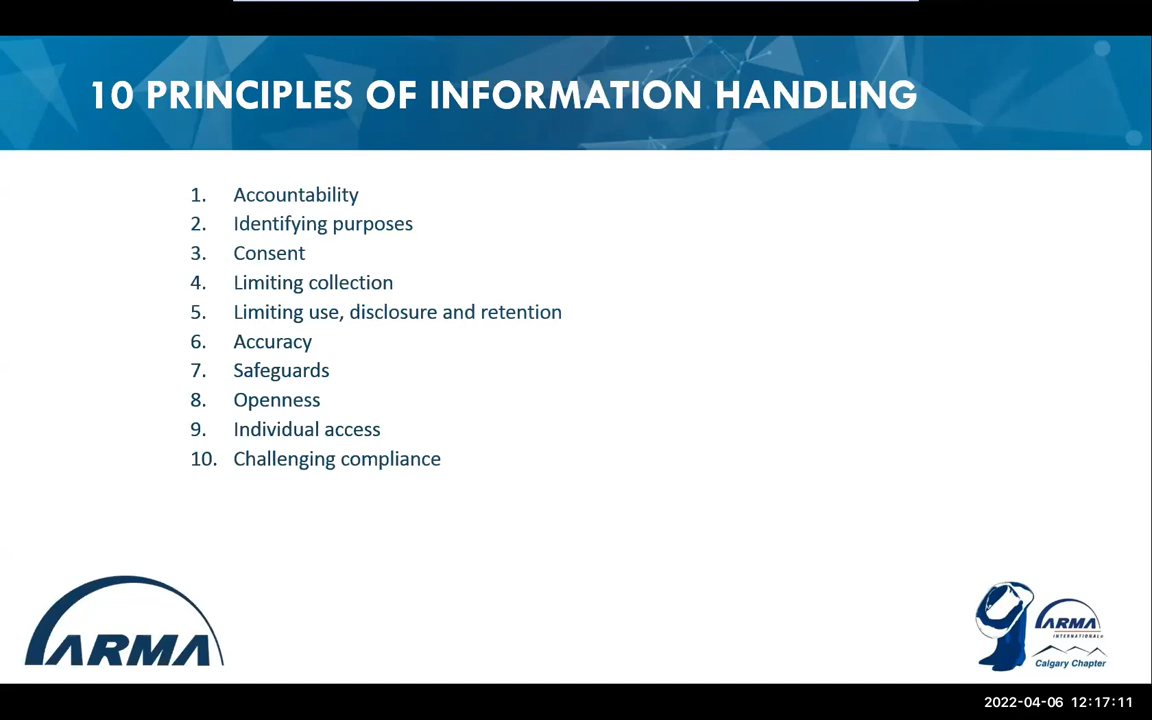 10 PRINCIPLES OF INFORMATION HANDLING
1. Accountability
2. Identifying purposes
3. Consent
4. Limiting collection
5. Limiting use, disclosure and retention
6. Accuracy
7. Safeguards
8. Openness
9. Individual access
10. Challenging compliance
ARMA
ARMA
INTERNATIONAL
Calgary Chapter
2022-04-06 12:17:11